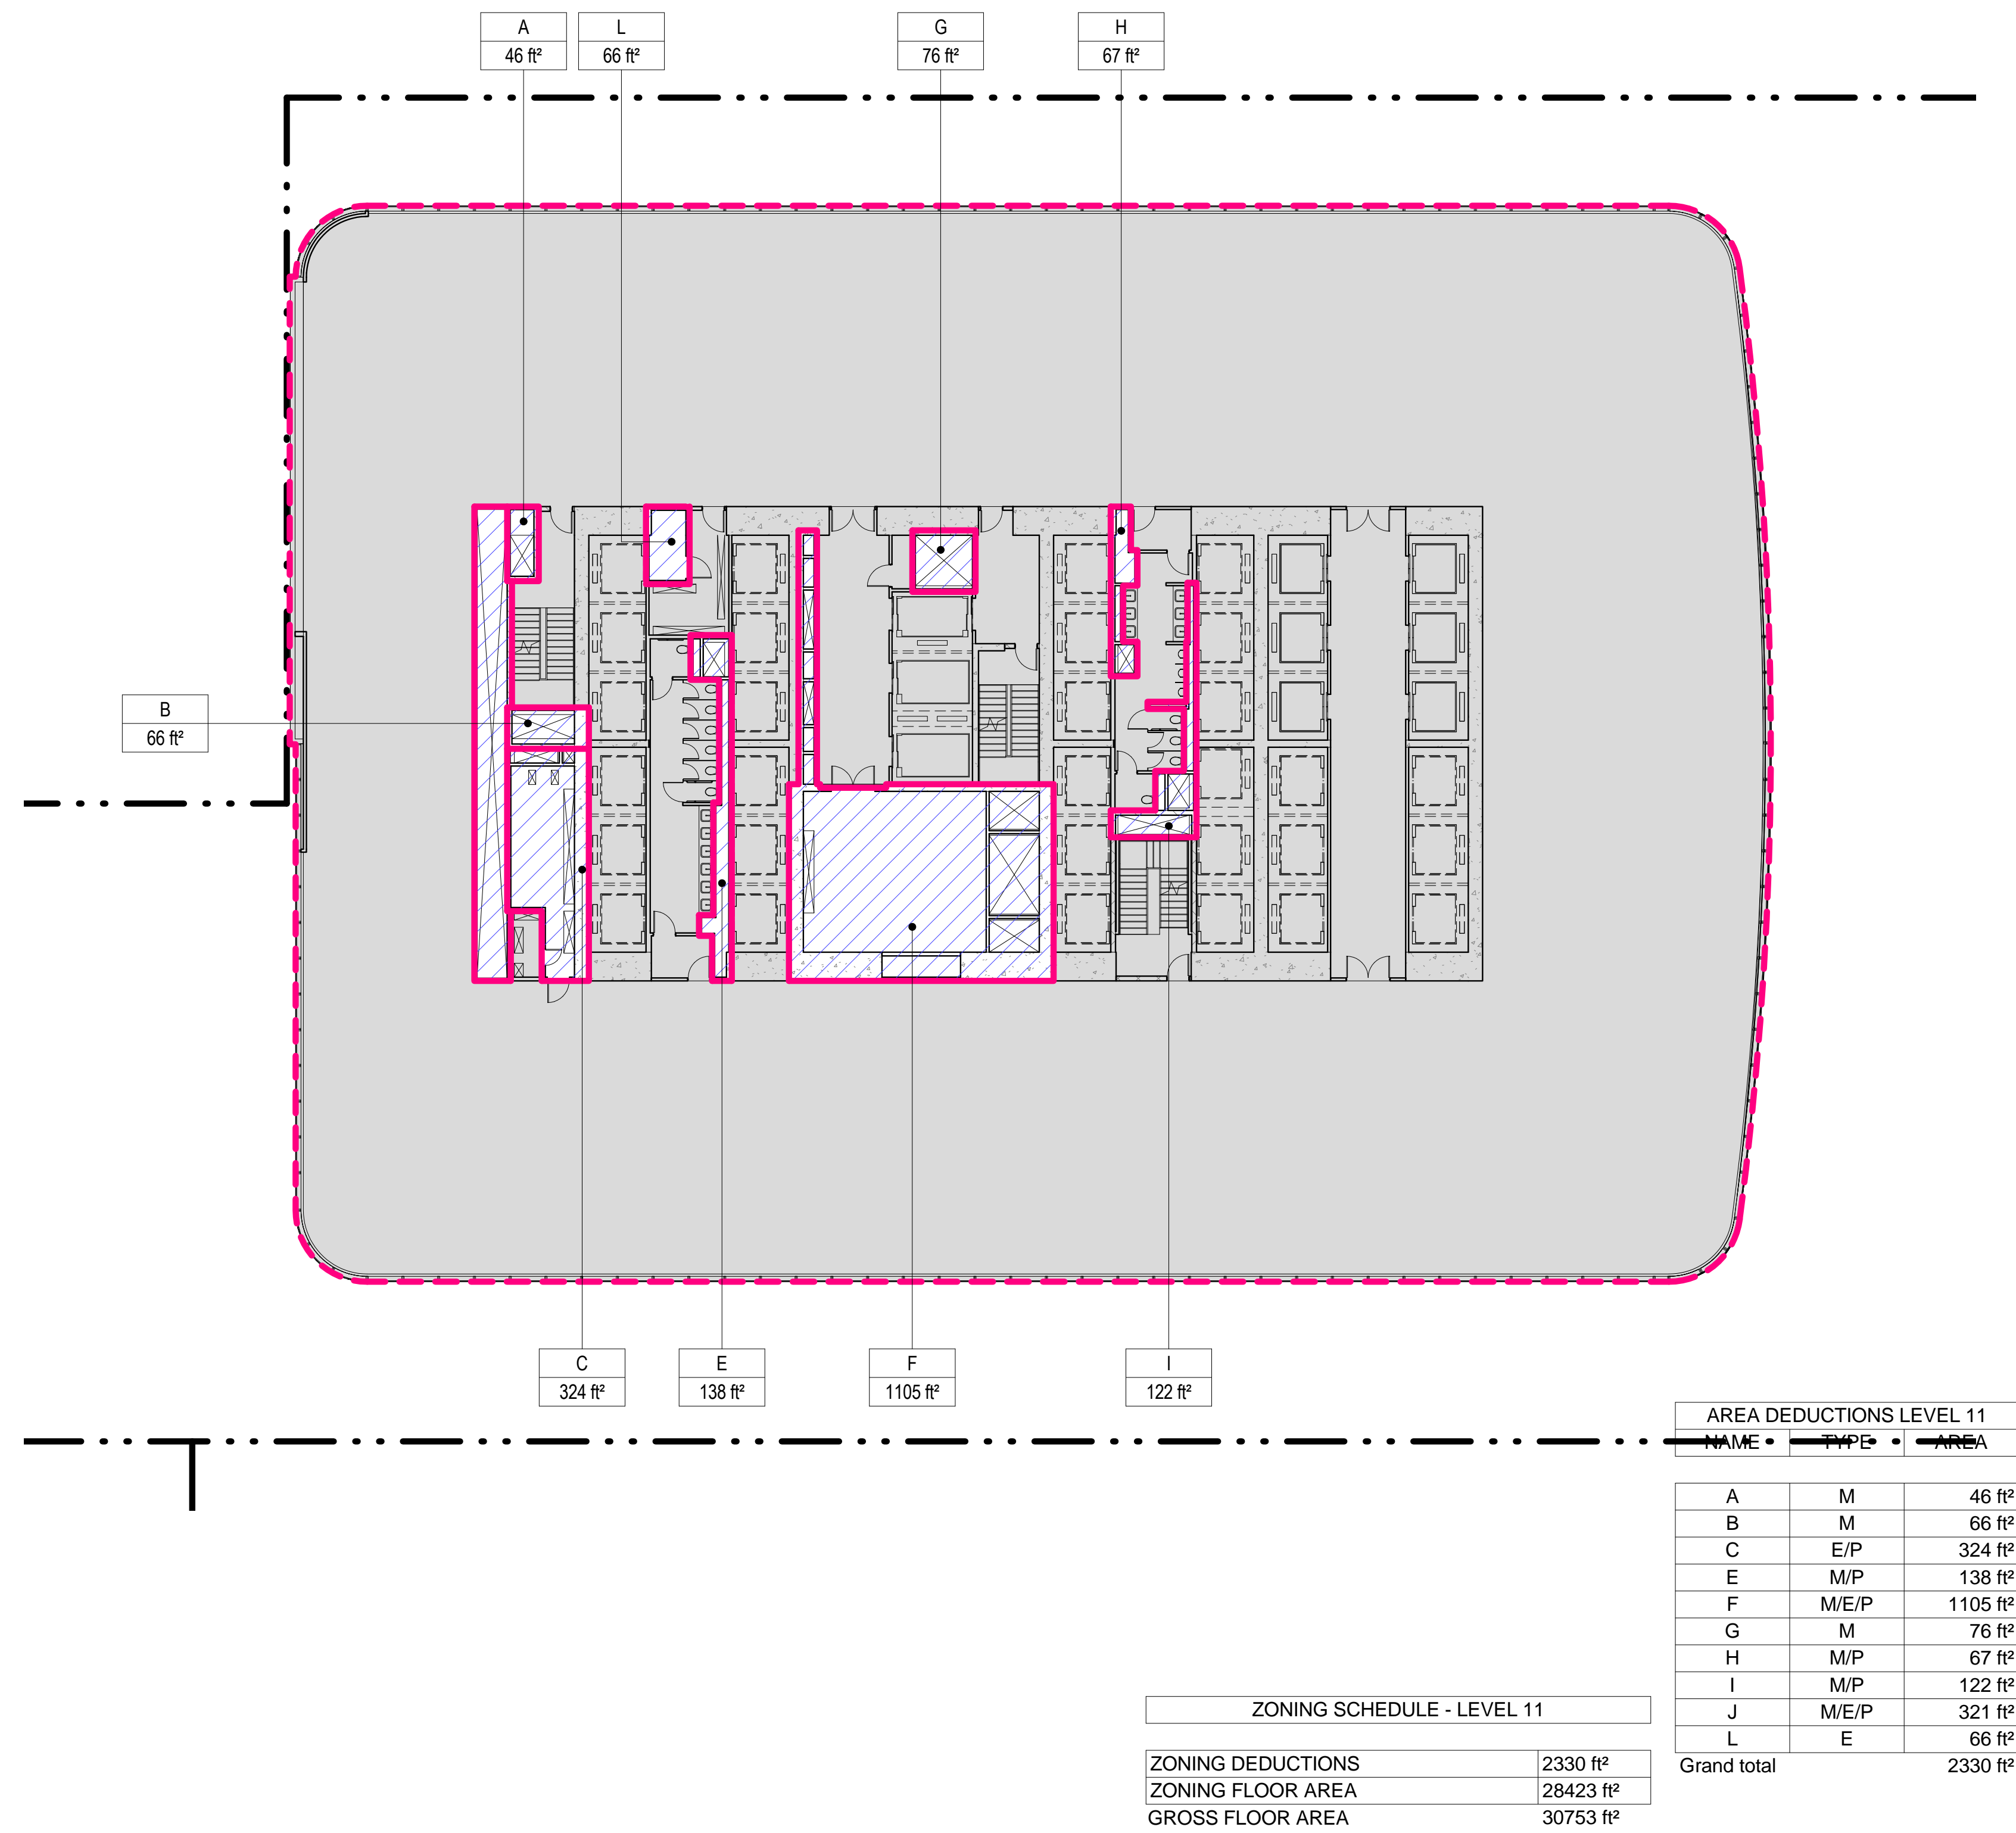 A L G H
46 ft² 66 ft² 76 ft² 67 ft²
B
66 ft²
C E F I
324 ft² 138 ft² 1105 ft² 122 ft²
AREA DEDUCTIONS LEVEL 11
NAME TYPE AREA
A M 46 ft²
B M 66 ft²
C E/P 324 ft²
E M/P 138 ft²
F M/E/P 1105 ft²
G M 76 ft²
H M/P 67 ft²
I M/P 122 ft²
J M/E/P 321 ft²
L E 66 ft²
Grand total 2330 ft²
ZONING SCHEDULE - LEVEL 11
ZONING DEDUCTIONS 2330 ft²
ZONING FLOOR AREA 28423 ft²
GROSS FLOOR AREA 30753 ft²